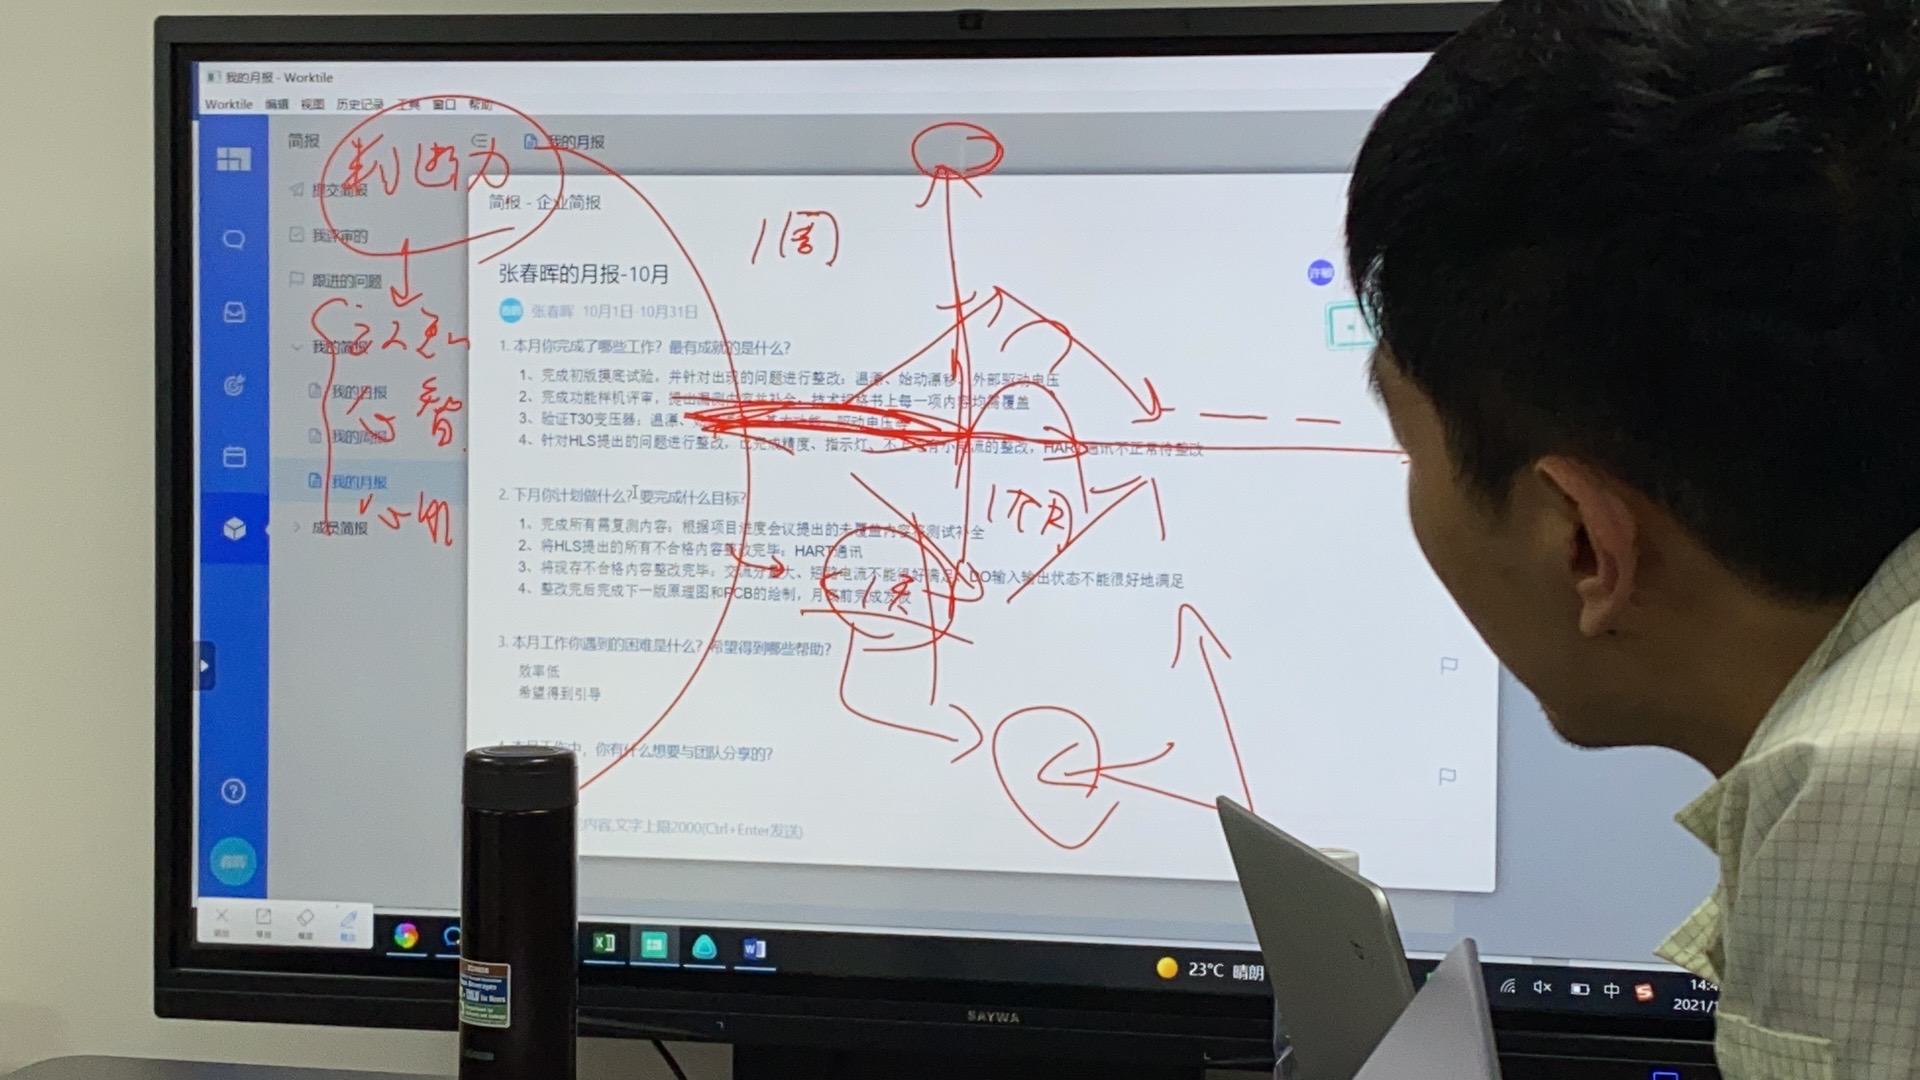 我的月报 - Worktile
Worktile 编辑 视图 历史记录 工具 窗口 帮助
简报
我的月报
判断力
提交简报
我评审的
跟进的问题
我的简报
我的月报
我的周报
我的月报
成员简报
心智
简报 - 企业简报
1周
张春晖的月报-10月
许敏
张春晖 10月1日-10月31日
1. 本月你完成了哪些工作？最有成就的是什么？
1、完成初版摸底试验，并针对出现的问题进行整改：温漂、始动漂移、外部驱动电压
2、完成功能样机评审，提出漏测内容并补全，技术规格书上每一项内容均需覆盖
3、验证T30变压器：温漂、基本功能、驱动电压等
4、针对HLS提出的问题进行整改，已完成精度、指示灯、不 有小电流的整改，HART通讯不正常待整改
2. 下月你计划做什么？要完成什么目标？
1、完成所有需复测内容：根据项目进度会议提出的未覆盖内容将测试补全
2、将HLS提出的所有不合格内容整改完毕：HART通讯
3、将现存不合格内容整改完毕：交流分量大、短路电流不能很好满足、DO输入输出状态不能很好地满足
4、整改完后完成下一版原理图和PCB的绘制，月底前完成发板
3. 本月工作你遇到的困难是什么？希望得到哪些帮助？
效率低
希望得到引导
4. 本月工作中，你有什么想要与团队分享的？
内容,文字上限2000(Ctrl+Enter发送)
23°C 晴朗
中
14:4
2021/1
SAYWA